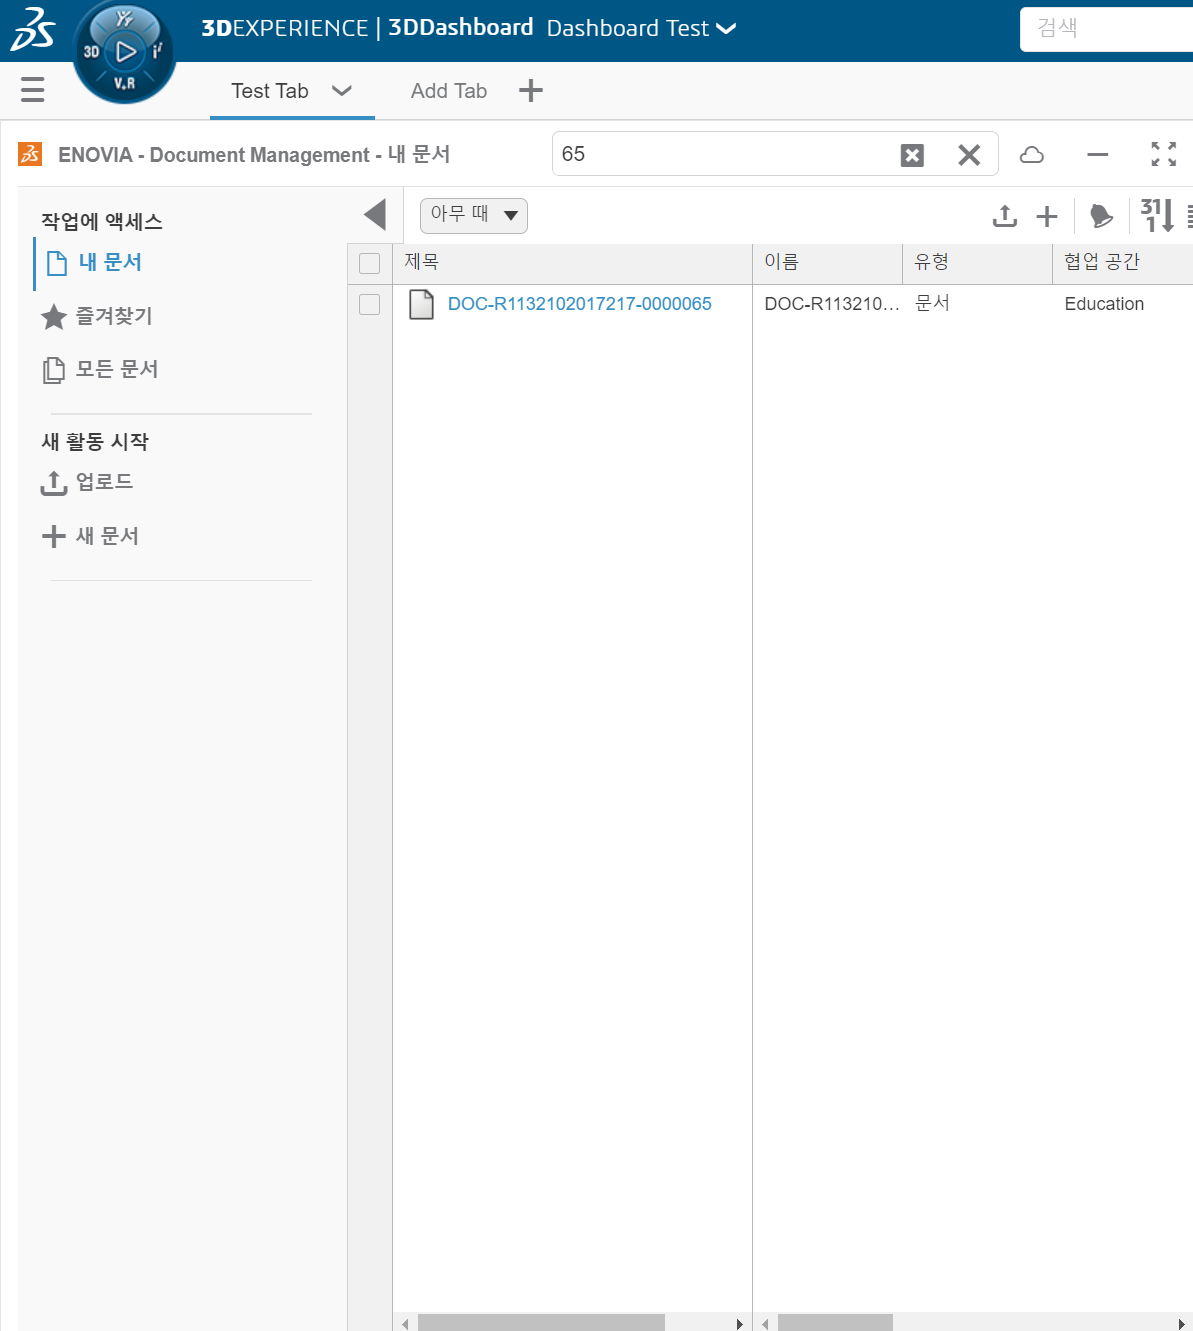 3DEXPERIENCE | 3DDashboard Dashboard Test
검색
3D
V.R
Test Tab
Add Tab
ENOVIA - Document Management - 내 문서
65
작업에 액세스
내 문서
즐겨찾기
모든 문서
새 활동 시작
업로드
새 문서
아무 때
31
1
제목 이름 유형 협업 공간
DOC-R1132102017217-0000065 DOC-R113210… 문서 Education